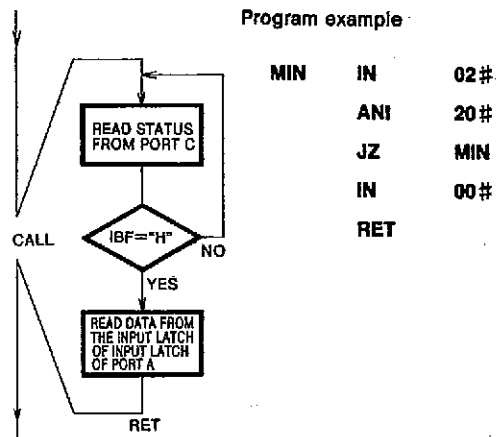 Program example
MIN IN 02#
ANI 20#
JZ MIN
IN 00#
RET
READ STATUS
FROM PORT C
IBF="H"
CALL
NO
YES
READ DATA FROM
THE INPUT LATCH
OF INPUT LATCH
OF PORT A
RET